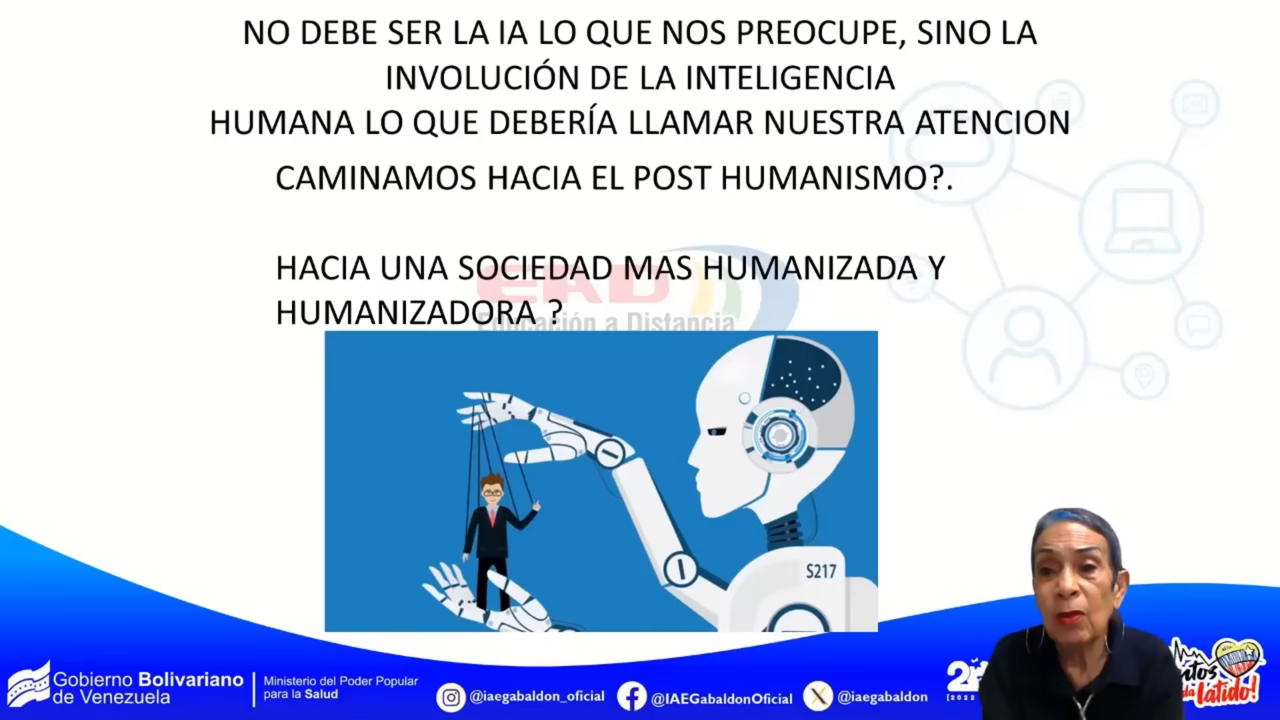 NO DEBE SER LA IA LO QUE NOS PREOCUPE, SINO LA
INVOLUCIÓN DE LA INTELIGENCIA
HUMANA LO QUE DEBERÍA LLAMAR NUESTRA ATENCION
CAMINAMOS HACIA EL POST HUMANISMO?.
HACIA UNA SOCIEDAD MAS HUMANIZADA Y
HUMANIZADORA ?
EAD
Educación a Distancia
S217
Gobierno Bolivariano
de Venezuela
Ministerio del Poder Popular
para la Salud
@iaegabaldon_oficial
@IAEGabaldonOficial
@iaegabaldon
latido!